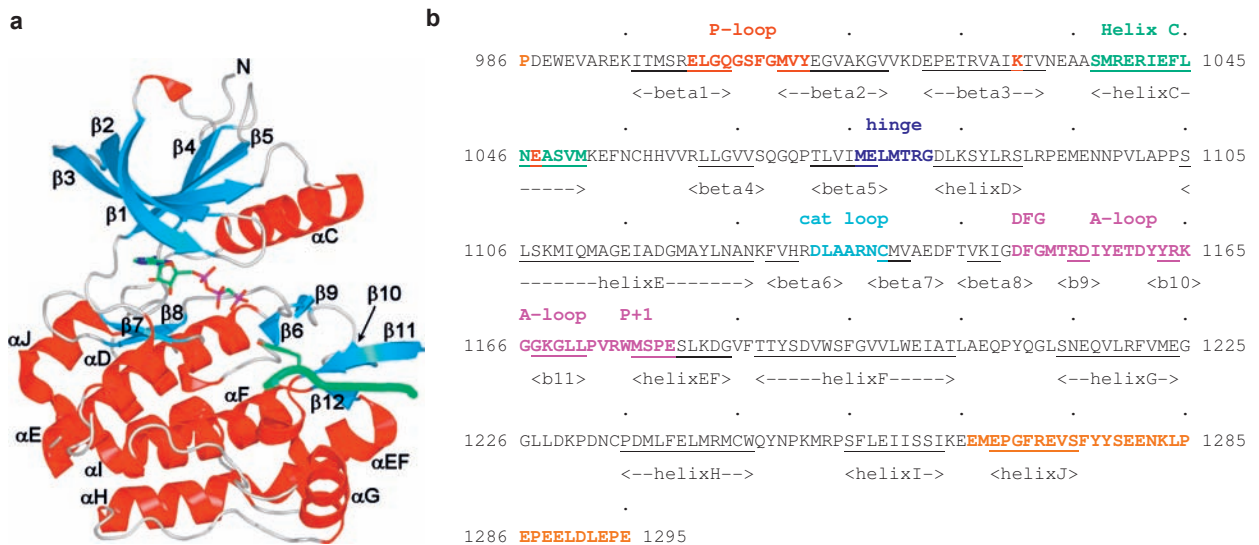 a
N
β2
β4
β5
β3
β1
αC
β9
β10
β8
β7
β6
β11
αJ
αD
αF
β12
αE
αI
αEF
αH
αG
b
P-loop Helix C
986 PDEWEVAREKITMSRELGQGSFGMVYEGVAKGVVKDEPETRVAIKTVNEAASMRERIEFL 1045
<-beta1-> <-beta2-> <--beta3--> <-helixC-
hinge
1046 NEASVMKEFNCHHVVRLLGVVSQGQPTLVIMELMTRGDLKSYLRSLRPEMENNPVLAPPS 1105
-----> <beta4> <beta5> <helixD> <
cat loop DFG A-loop
1106 LSKMIQMAGEIADGMAYLNANKFVHRDLAARNCMVAEDFTVKIGDFGMTRDIYETDYYRK 1165
-------helixE-------> <beta6> <beta7> <beta8> <b9> <b10>
A-loop P+1
1166 GGKGLLPVRWMSPESLKDGVFTTYSDVWSFGVVLWEIATLAEQPYQGLSNEQVLRFVMEG 1225
<b11> <helixEF> <-----helixF-----> <--helixG->
1226 GLLDKPDNCPDMLFELMRMCWQYNPKMRPSFLEIISSIKEEMEPGFREVSFYYSEENKLP 1285
<--helixH--> <helixI-> <helixJ>
1286 EPEELDLEPE 1295